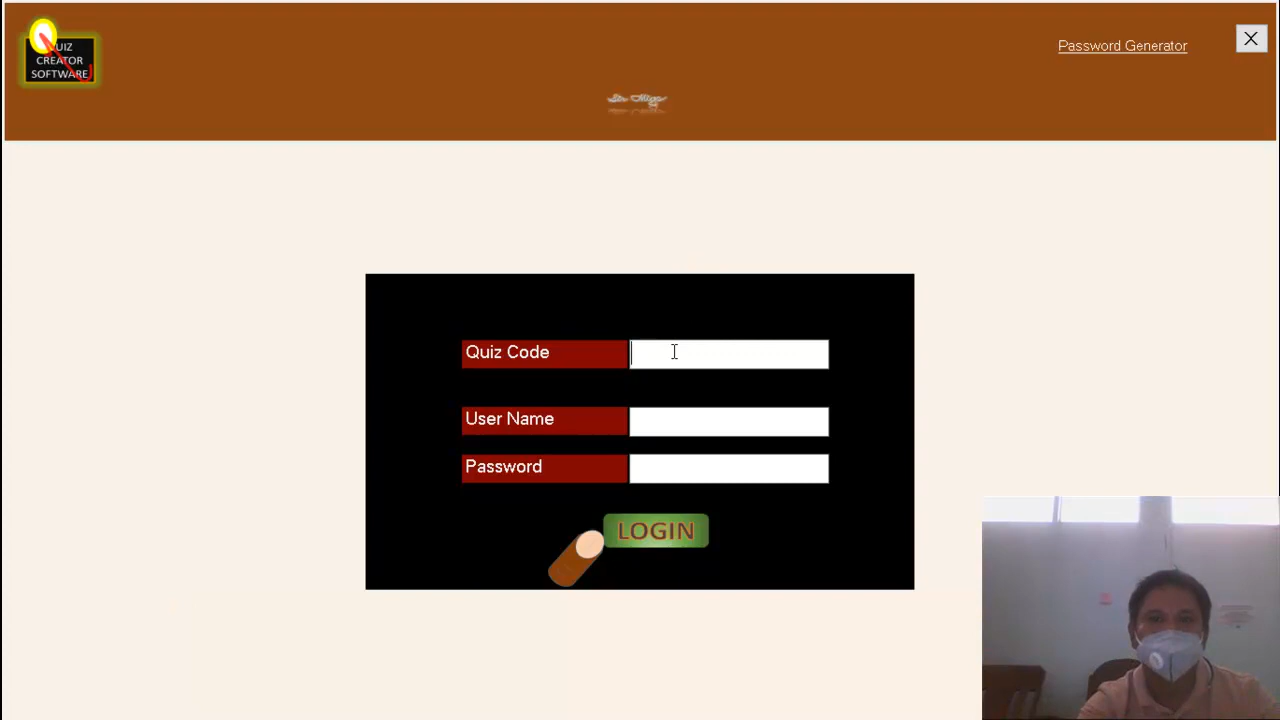 QUIZ
CREATOR
SOFTWARE
Password Generator
Quiz Code
User Name
Password
LOGIN